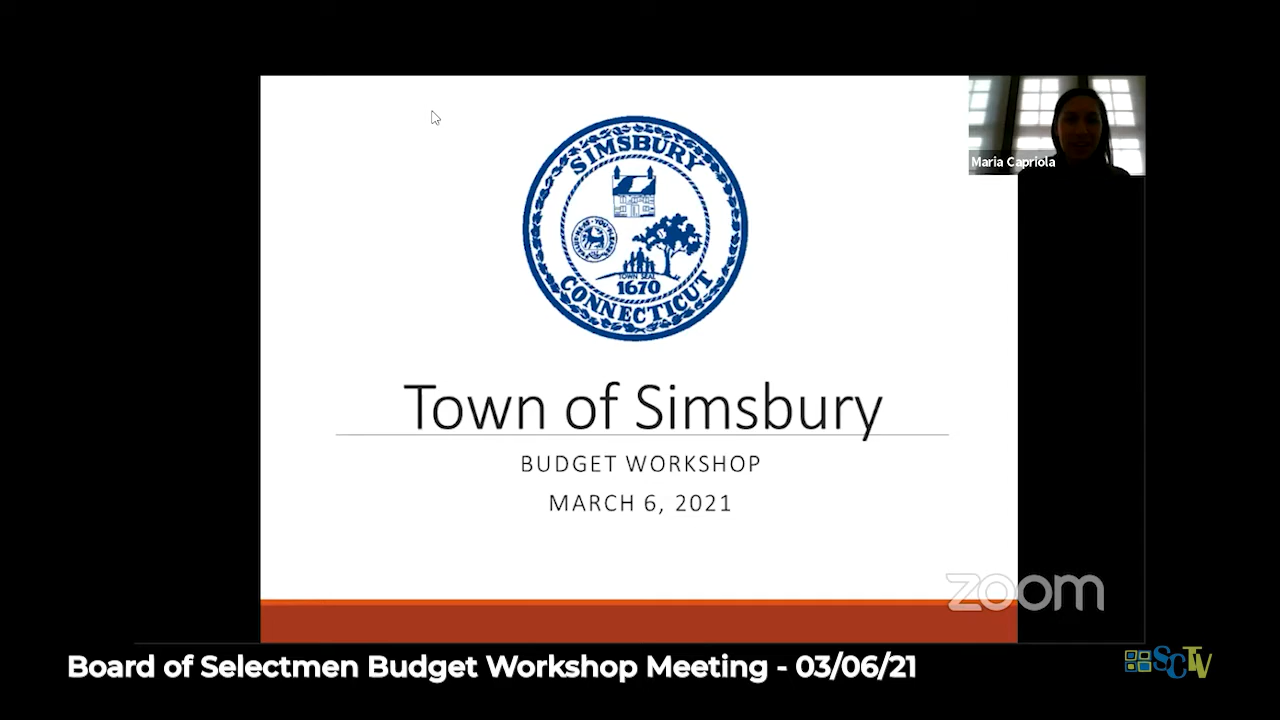 SIMSBURY
TOWN SEAL
1670
CONNECTICUT
Maria Capriola
Town of Simsbury
BUDGET WORKSHOP
MARCH 6, 2021
zoom
Board of Selectmen Budget Workshop Meeting - 03/06/21
SCTV